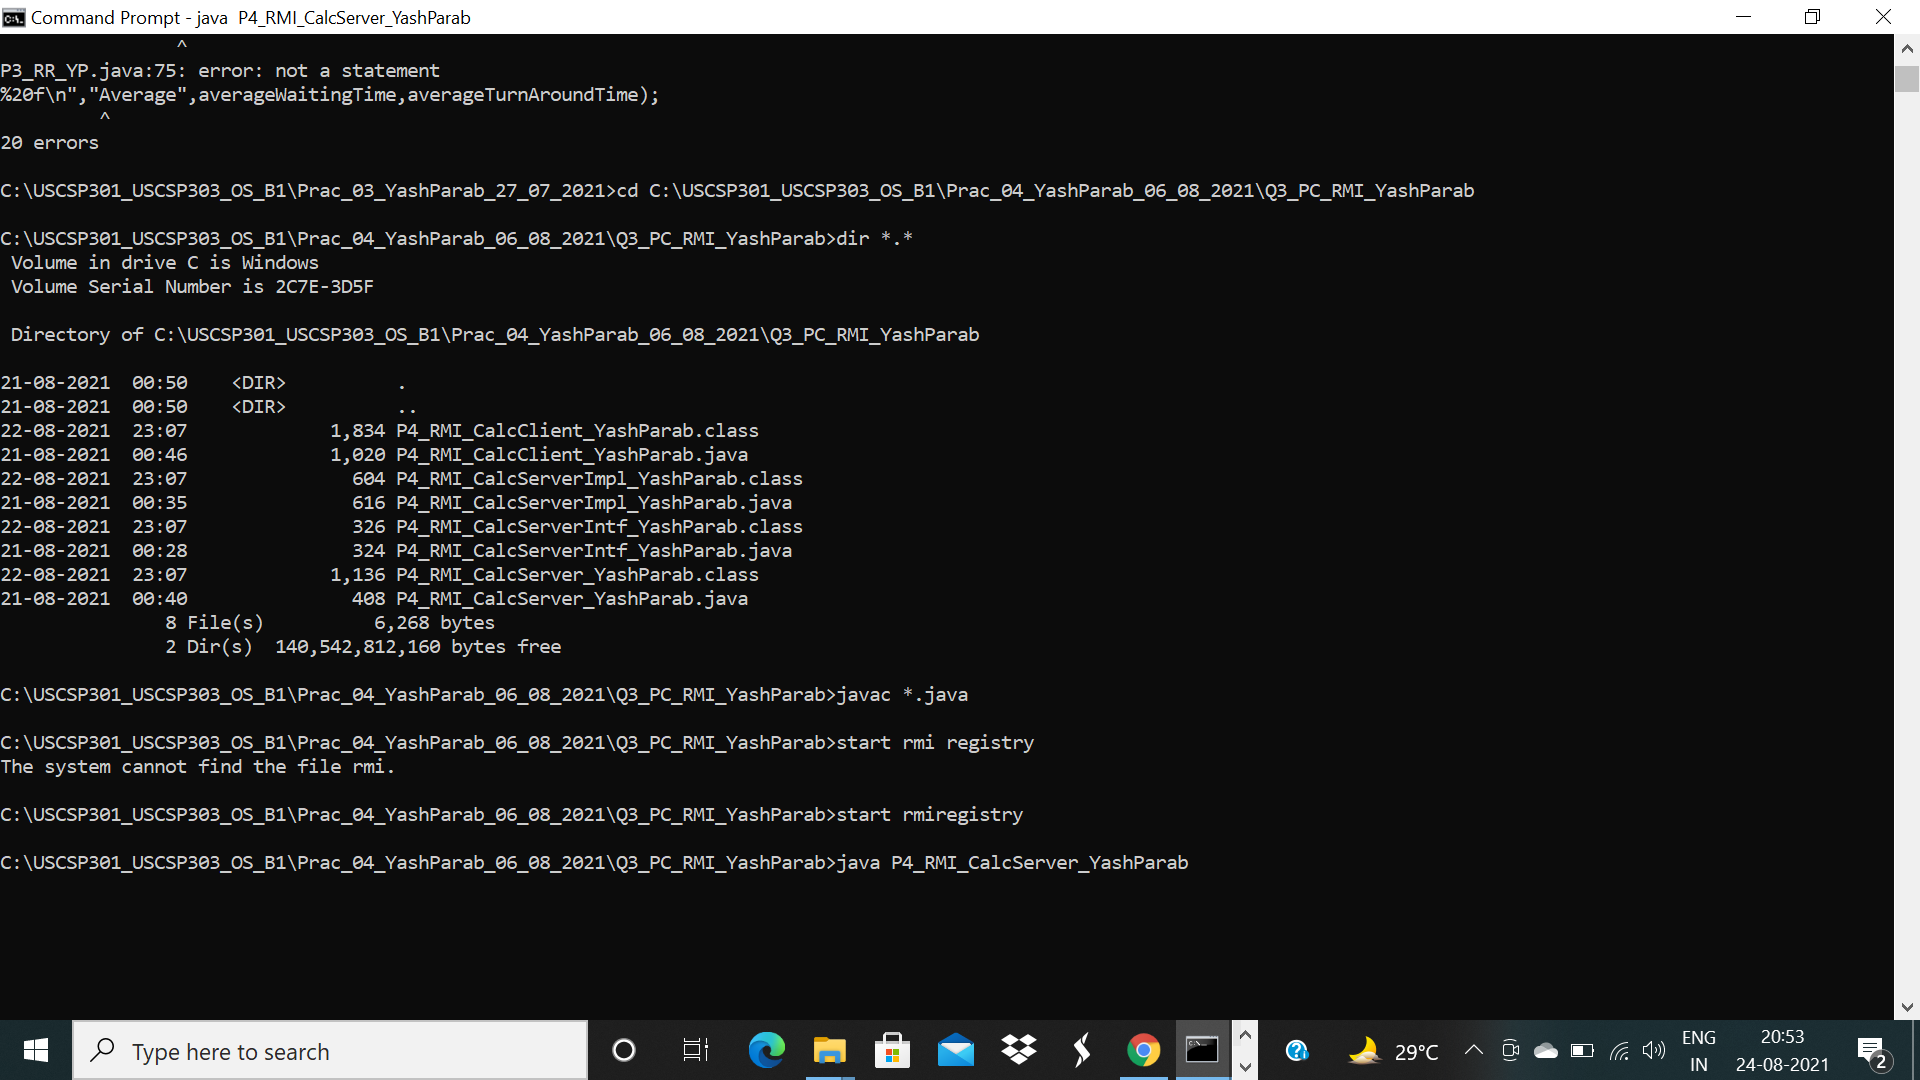 Command Prompt - java  P4_RMI_CalcServer_YashParab
^
P3_RR_YP.java:75: error: not a statement
%20f\n","Average",averageWaitingTime,averageTurnAroundTime);
^
20 errors
C:\USCSP301_USCSP303_OS_B1\Prac_03_YashParab_27_07_2021>cd C:\USCSP301_USCSP303_OS_B1\Prac_04_YashParab_06_08_2021\Q3_PC_RMI_YashParab
C:\USCSP301_USCSP303_OS_B1\Prac_04_YashParab_06_08_2021\Q3_PC_RMI_YashParab>dir *.*
Volume in drive C is Windows
Volume Serial Number is 2C7E-3D5F
Directory of C:\USCSP301_USCSP303_OS_B1\Prac_04_YashParab_06_08_2021\Q3_PC_RMI_YashParab
21-08-2021  00:50    <DIR>          .
21-08-2021  00:50    <DIR>          ..
22-08-2021  23:07             1,834 P4_RMI_CalcClient_YashParab.class
21-08-2021  00:46             1,020 P4_RMI_CalcClient_YashParab.java
22-08-2021  23:07               604 P4_RMI_CalcServerImpl_YashParab.class
21-08-2021  00:35               616 P4_RMI_CalcServerImpl_YashParab.java
22-08-2021  23:07               326 P4_RMI_CalcServerIntf_YashParab.class
21-08-2021  00:28               324 P4_RMI_CalcServerIntf_YashParab.java
22-08-2021  23:07             1,136 P4_RMI_CalcServer_YashParab.class
21-08-2021  00:40               408 P4_RMI_CalcServer_YashParab.java
8 File(s)          6,268 bytes
2 Dir(s)  140,542,812,160 bytes free
C:\USCSP301_USCSP303_OS_B1\Prac_04_YashParab_06_08_2021\Q3_PC_RMI_YashParab>javac *.java
C:\USCSP301_USCSP303_OS_B1\Prac_04_YashParab_06_08_2021\Q3_PC_RMI_YashParab>start rmi registry
The system cannot find the file rmi.
C:\USCSP301_USCSP303_OS_B1\Prac_04_YashParab_06_08_2021\Q3_PC_RMI_YashParab>start rmiregistry
C:\USCSP301_USCSP303_OS_B1\Prac_04_YashParab_06_08_2021\Q3_PC_RMI_YashParab>java P4_RMI_CalcServer_YashParab
Type here to search
29°C
ENG
IN
20:53
24-08-2021
2